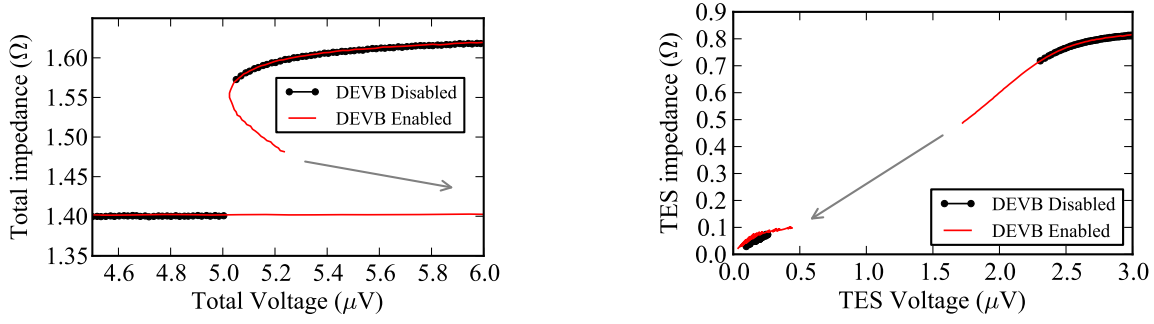 Total impedance (Ω)
1.60
1.55
1.50
1.45
1.40
1.35
DEVB Disabled
DEVB Enabled
4.6 4.8 5.0 5.2 5.4 5.6 5.8 6.0
Total Voltage (μV)
TES impedance (Ω)
0.9
0.8
0.7
0.6
0.5
0.4
0.3
0.2
0.1
0.0
DEVB Disabled
DEVB Enabled
0.0 0.5 1.0 1.5 2.0 2.5 3.0
TES Voltage (μV)